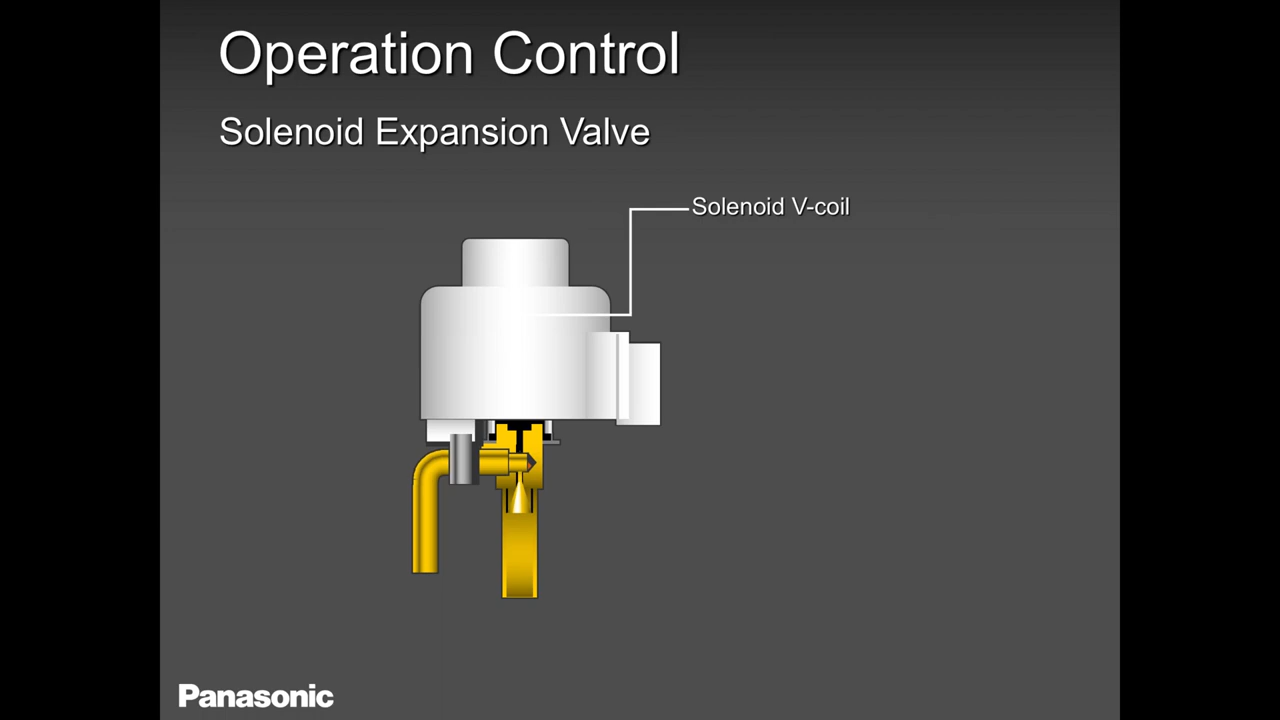 Operation Control
Solenoid Expansion Valve
Solenoid V-coil
Panasonic